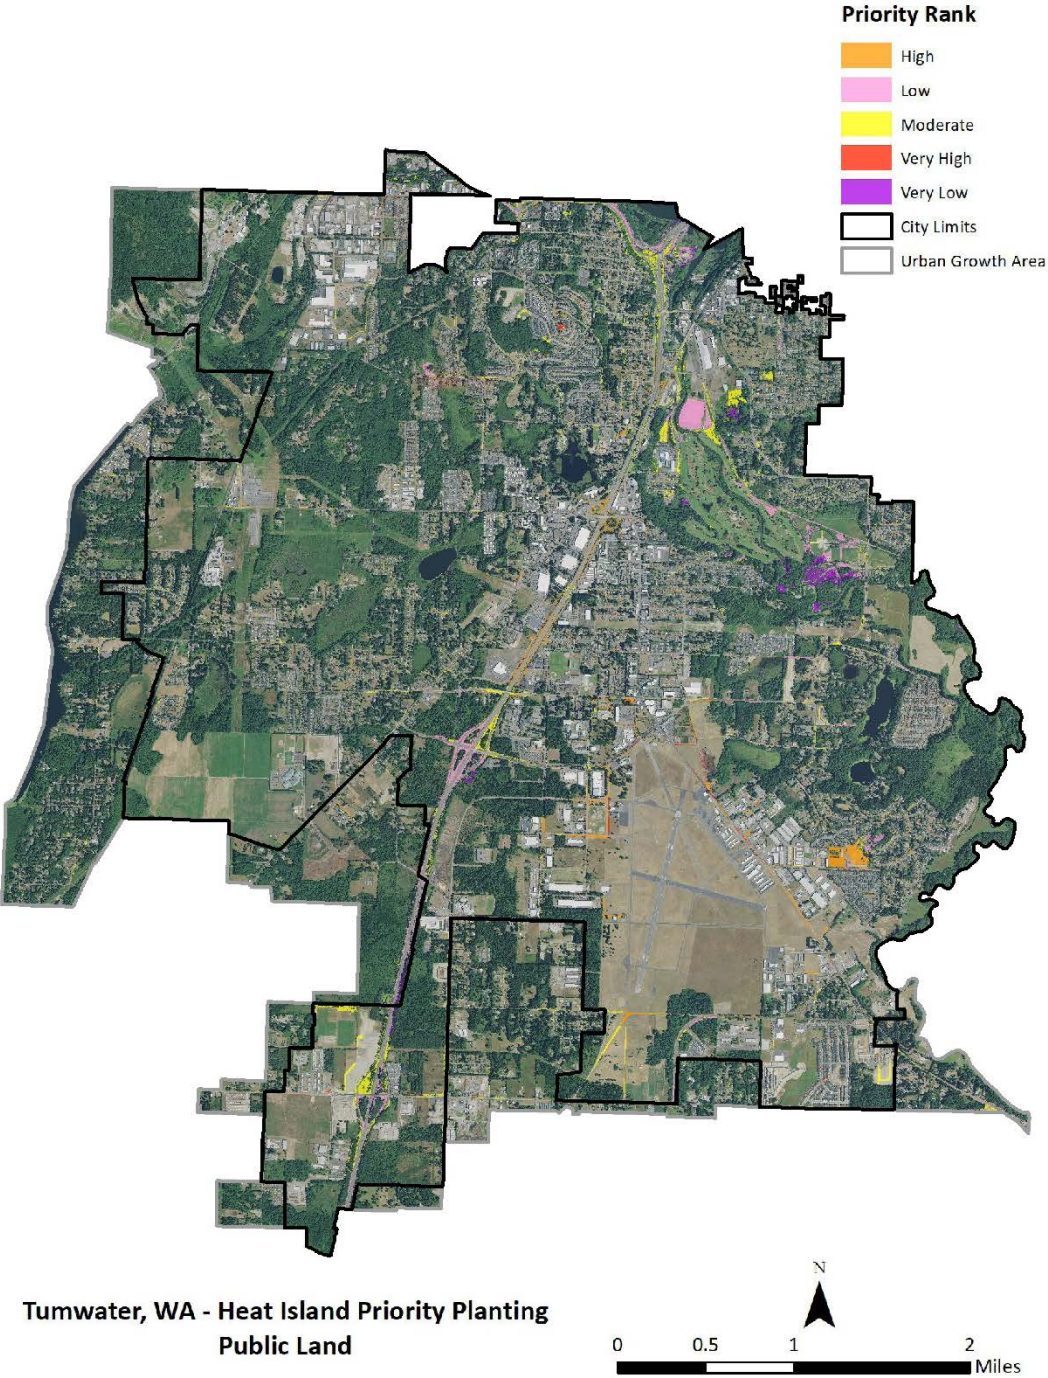 Priority Rank
High
Low
Moderate
Very High
Very Low
City Limits
Urban Growth Area
Tumwater, WA - Heat Island Priority Planting
Public Land
N
0 0.5 1 2
Miles